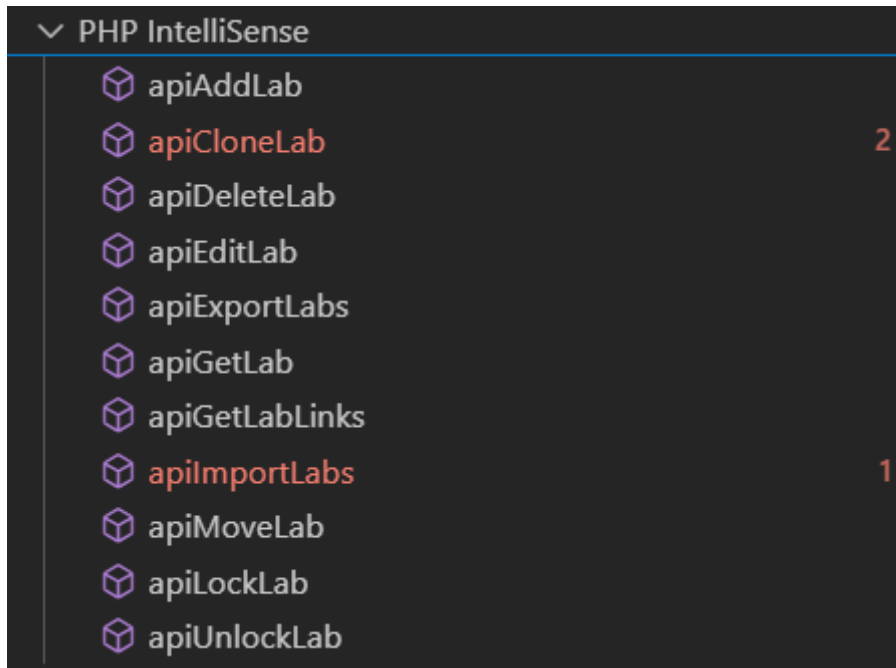 PHP IntelliSense
apiAddLab
apiCloneLab 2
apiDeleteLab
apiEditLab
apiExportLabs
apiGetLab
apiGetLabLinks
apiImportLabs 1
apiMoveLab
apiLockLab
apiUnlockLab